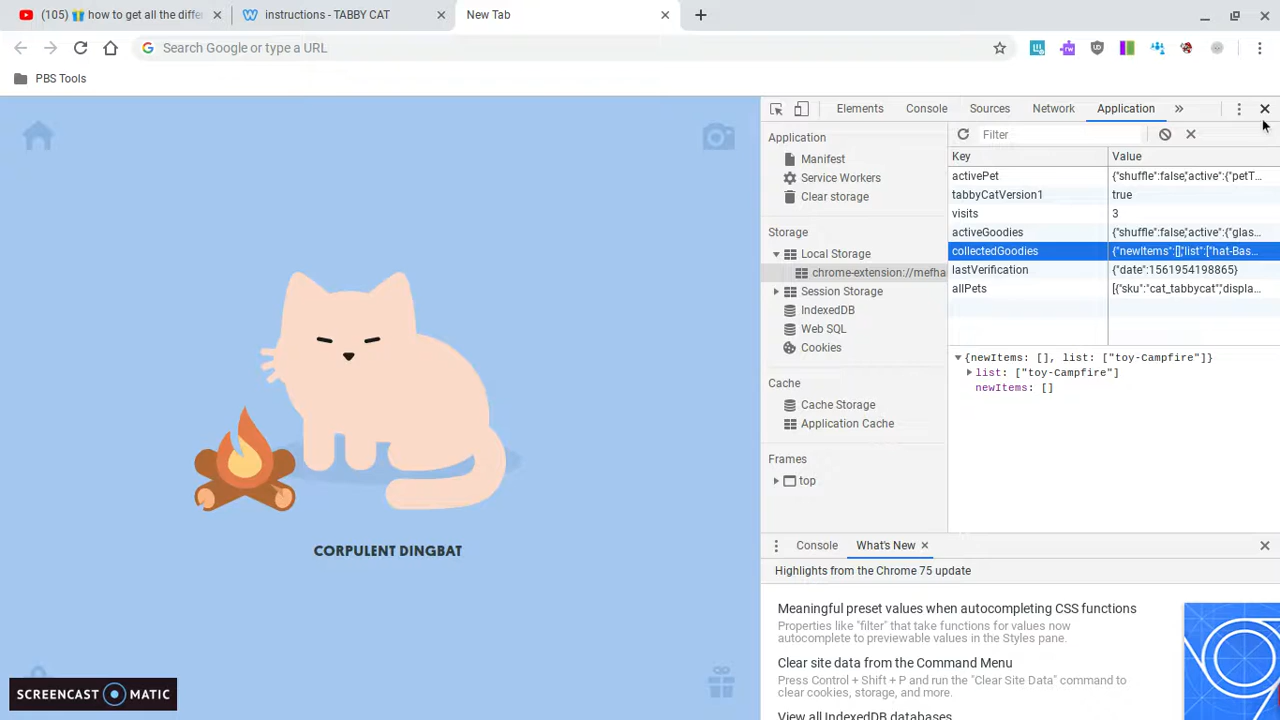 (105) 🎁 how to get all the differ
instructions - TABBY CAT
New Tab
Search Google or type a URL
PBS Tools
Elements
Console
Sources
Network
Application
Application
Manifest
Service Workers
Clear storage
Storage
Local Storage
chrome-extension://mefha
Session Storage
IndexedDB
Web SQL
Cookies
Cache
Cache Storage
Application Cache
Frames
top
Filter
Key Value
activePet {"shuffle":false,"active":{"petT...
tabbyCatVersion1 true
visits 3
activeGoodies {"shuffle":false,"active":{"glas...
collectedGoodies {"newItems":[],"list":["hat-Bas...
lastVerification {"date":1561954198865}
allPets [{"sku":"cat_tabbycat","displa...
{newItems: [], list: ["toy-Campfire"]}
list: ["toy-Campfire"]
newItems: []
CORPULENT DINGBAT
Console
What's New
Highlights from the Chrome 75 update
Meaningful preset values when autocompleting CSS functions
Properties like "filter" that take functions for values now
autocomplete to previewable values in the Styles pane.
Clear site data from the Command Menu
Press Control + Shift + P and run the "Clear Site Data" command to
clear cookies, storage, and more.
View all IndexedDB databases
SCREENCAST MATIC